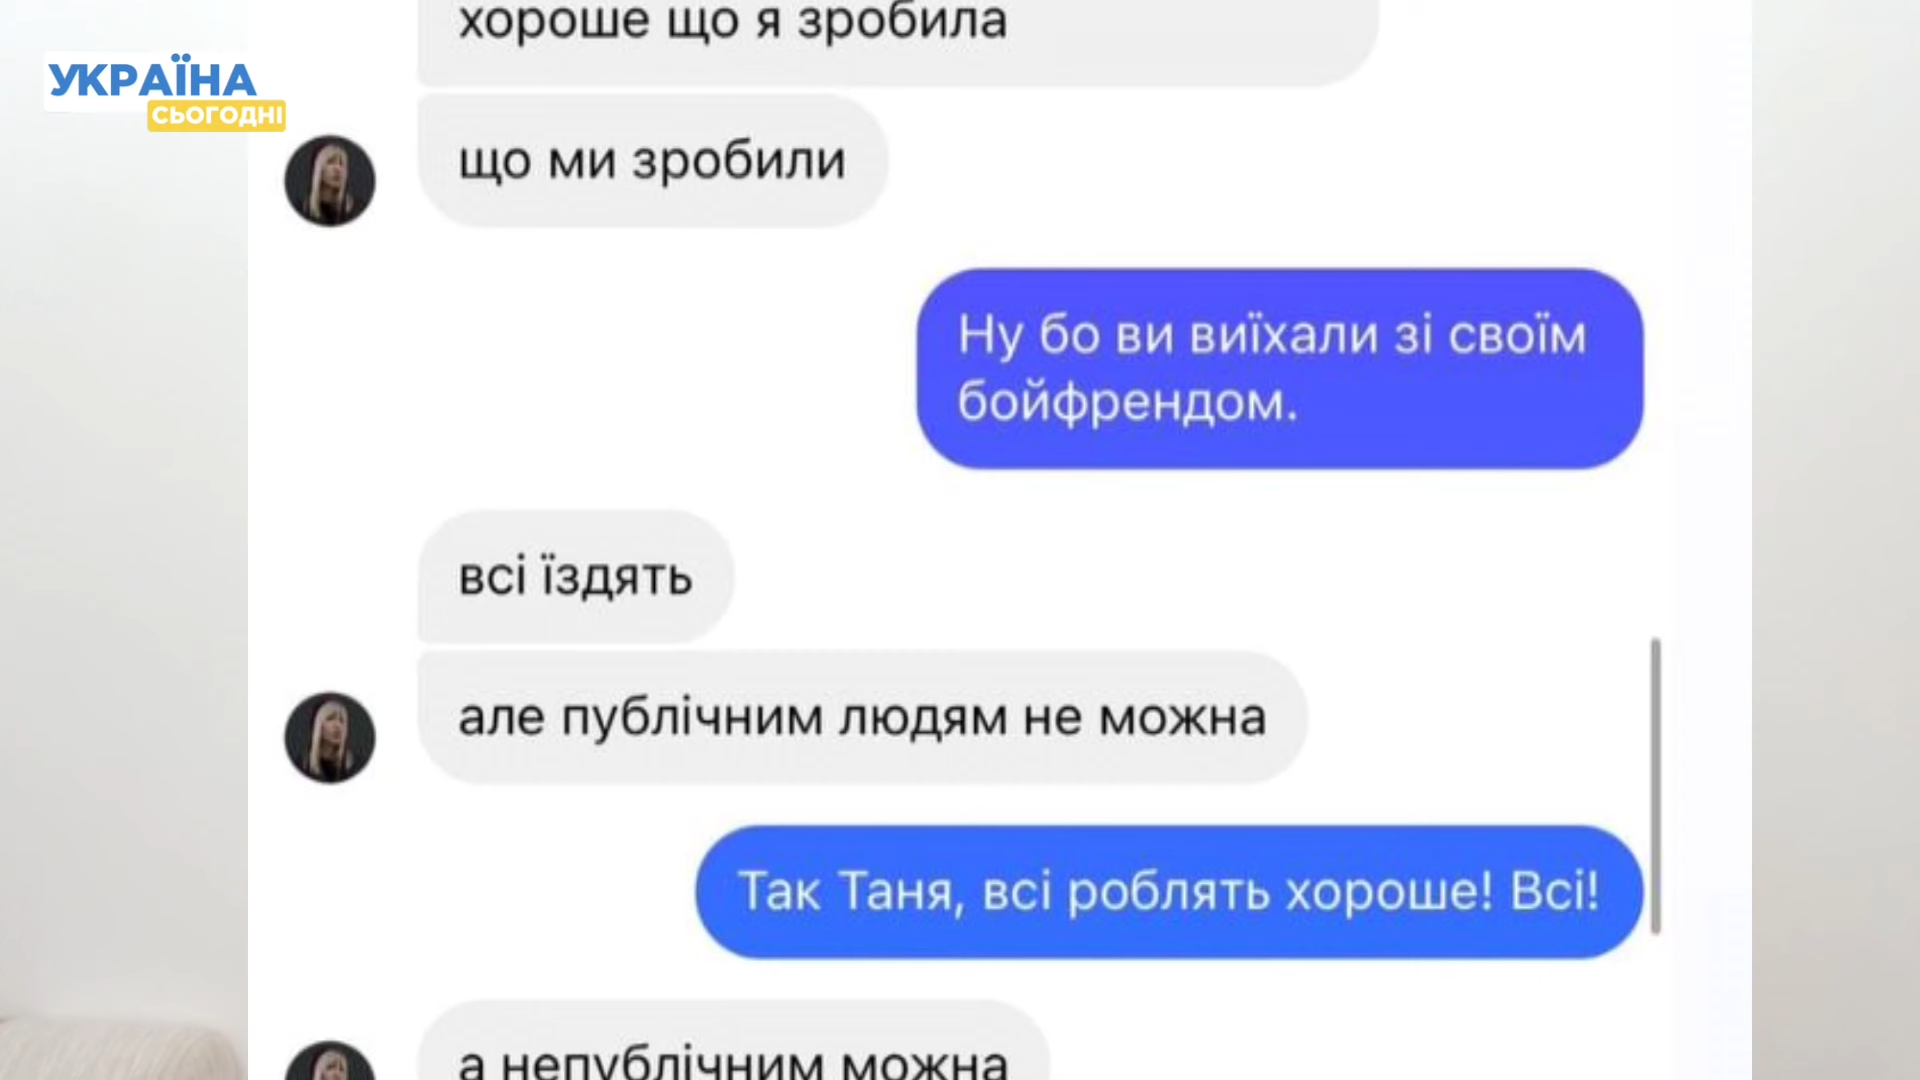 хороше що я зробила
УКРАЇНА
СЬОГОДНІ
що ми зробили
Ну бо ви виїхали зі своїм
бойфрендом.
всі їздять
але публічним людям не можна
Так Таня, всі роблять хороше! Всі!
а непублічним можна